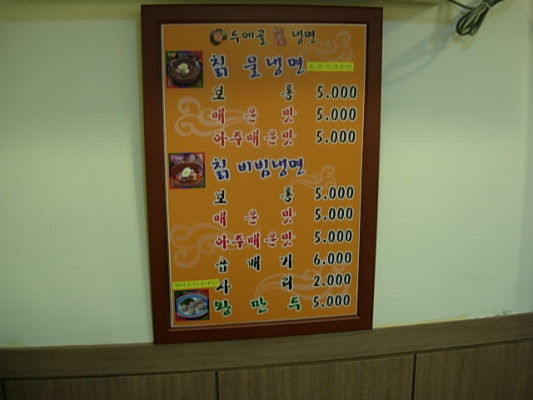 두메골 칡 냉면
칡 물냉면
보통 5.000
매운맛 5.000
아주매운맛 5.000
칡 비빔냉면
보통 5.000
매운맛 5.000
아주매운맛 5.000
곱배기 6.000
사리 2.000
왕만두 5.000